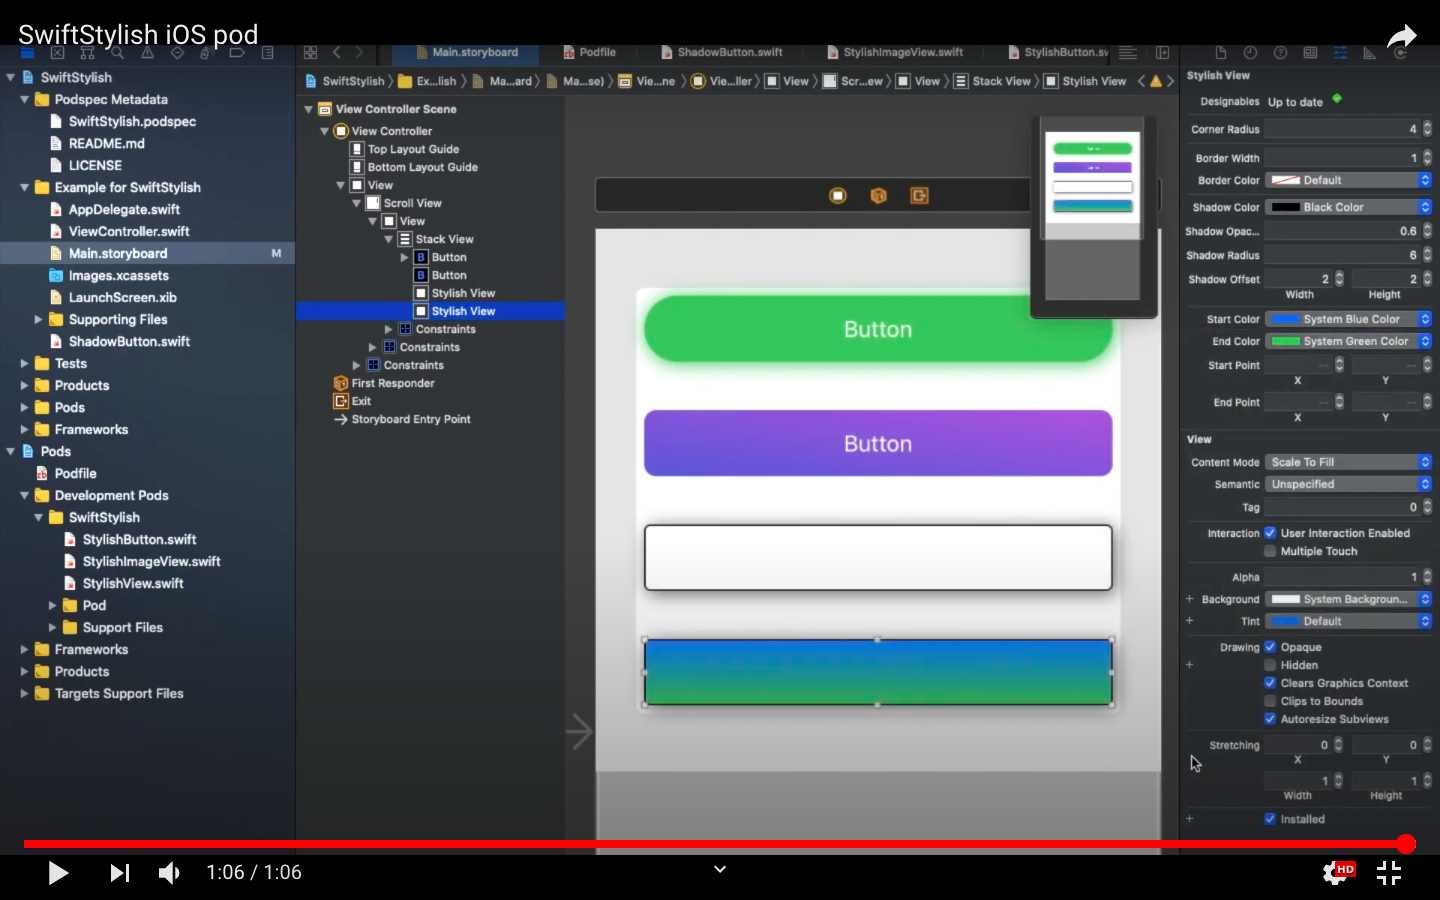 SwiftStylish iOS pod
Main.storyboard
Podfile
ShadowButton.swift
StylishImageView.swift
StylishButton.sv
SwiftStylish
Ex...lish
Ma...ard
Ma...se)
Vie...ne
Vie...ller
View
Scr...ew
View
Stack View
Stylish View
SwiftStylish
Podspec Metadata
SwiftStylish.podspec
README.md
LICENSE
Example for SwiftStylish
AppDelegate.swift
ViewController.swift
Main.storyboard M
Images.xcassets
LaunchScreen.xib
Supporting Files
ShadowButton.swift
Tests
Products
Pods
Frameworks
Pods
Podfile
Development Pods
SwiftStylish
StylishButton.swift
StylishImageView.swift
StylishView.swift
Pod
Support Files
Frameworks
Products
Targets Support Files
View Controller Scene
View Controller
Top Layout Guide
Bottom Layout Guide
View
Scroll View
View
Stack View
B Button
B Button
Stylish View
Stylish View
Constraints
Constraints
Constraints
First Responder
Exit
Storyboard Entry Point
Button
Button
Stylish View
Designables Up to date
Corner Radius 4
Border Width 1
Border Color Default
Shadow Color Black Color
Shadow Opac... 0.6
Shadow Radius 6
Shadow Offset 2 2
Width Height
Start Color System Blue Color
End Color System Green Color
Start Point
X Y
End Point
X Y
View
Content Mode Scale To Fill
Semantic Unspecified
Tag 0
Interaction User Interaction Enabled
Multiple Touch
Alpha 1
+ Background System Backgroun...
+ Tint Default
Drawing Opaque
+ Hidden
Clears Graphics Context
Clips to Bounds
Autoresize Subviews
Stretching 0 0
X Y
1 1
Width Height
+ Installed
1:06 / 1:06
HD